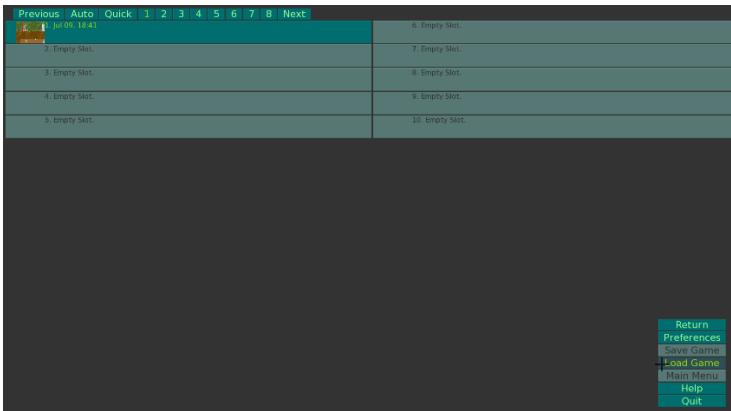 Previous Auto Quick 1 2 3 4 5 6 7 8 Next
1. Jul 09, 18:41
2. Empty Slot.
3. Empty Slot.
4. Empty Slot.
5. Empty Slot.
6. Empty Slot.
7. Empty Slot.
8. Empty Slot.
9. Empty Slot.
10. Empty Slot.
Return
Preferences
Save Game
Load Game
Main Menu
Help
Quit